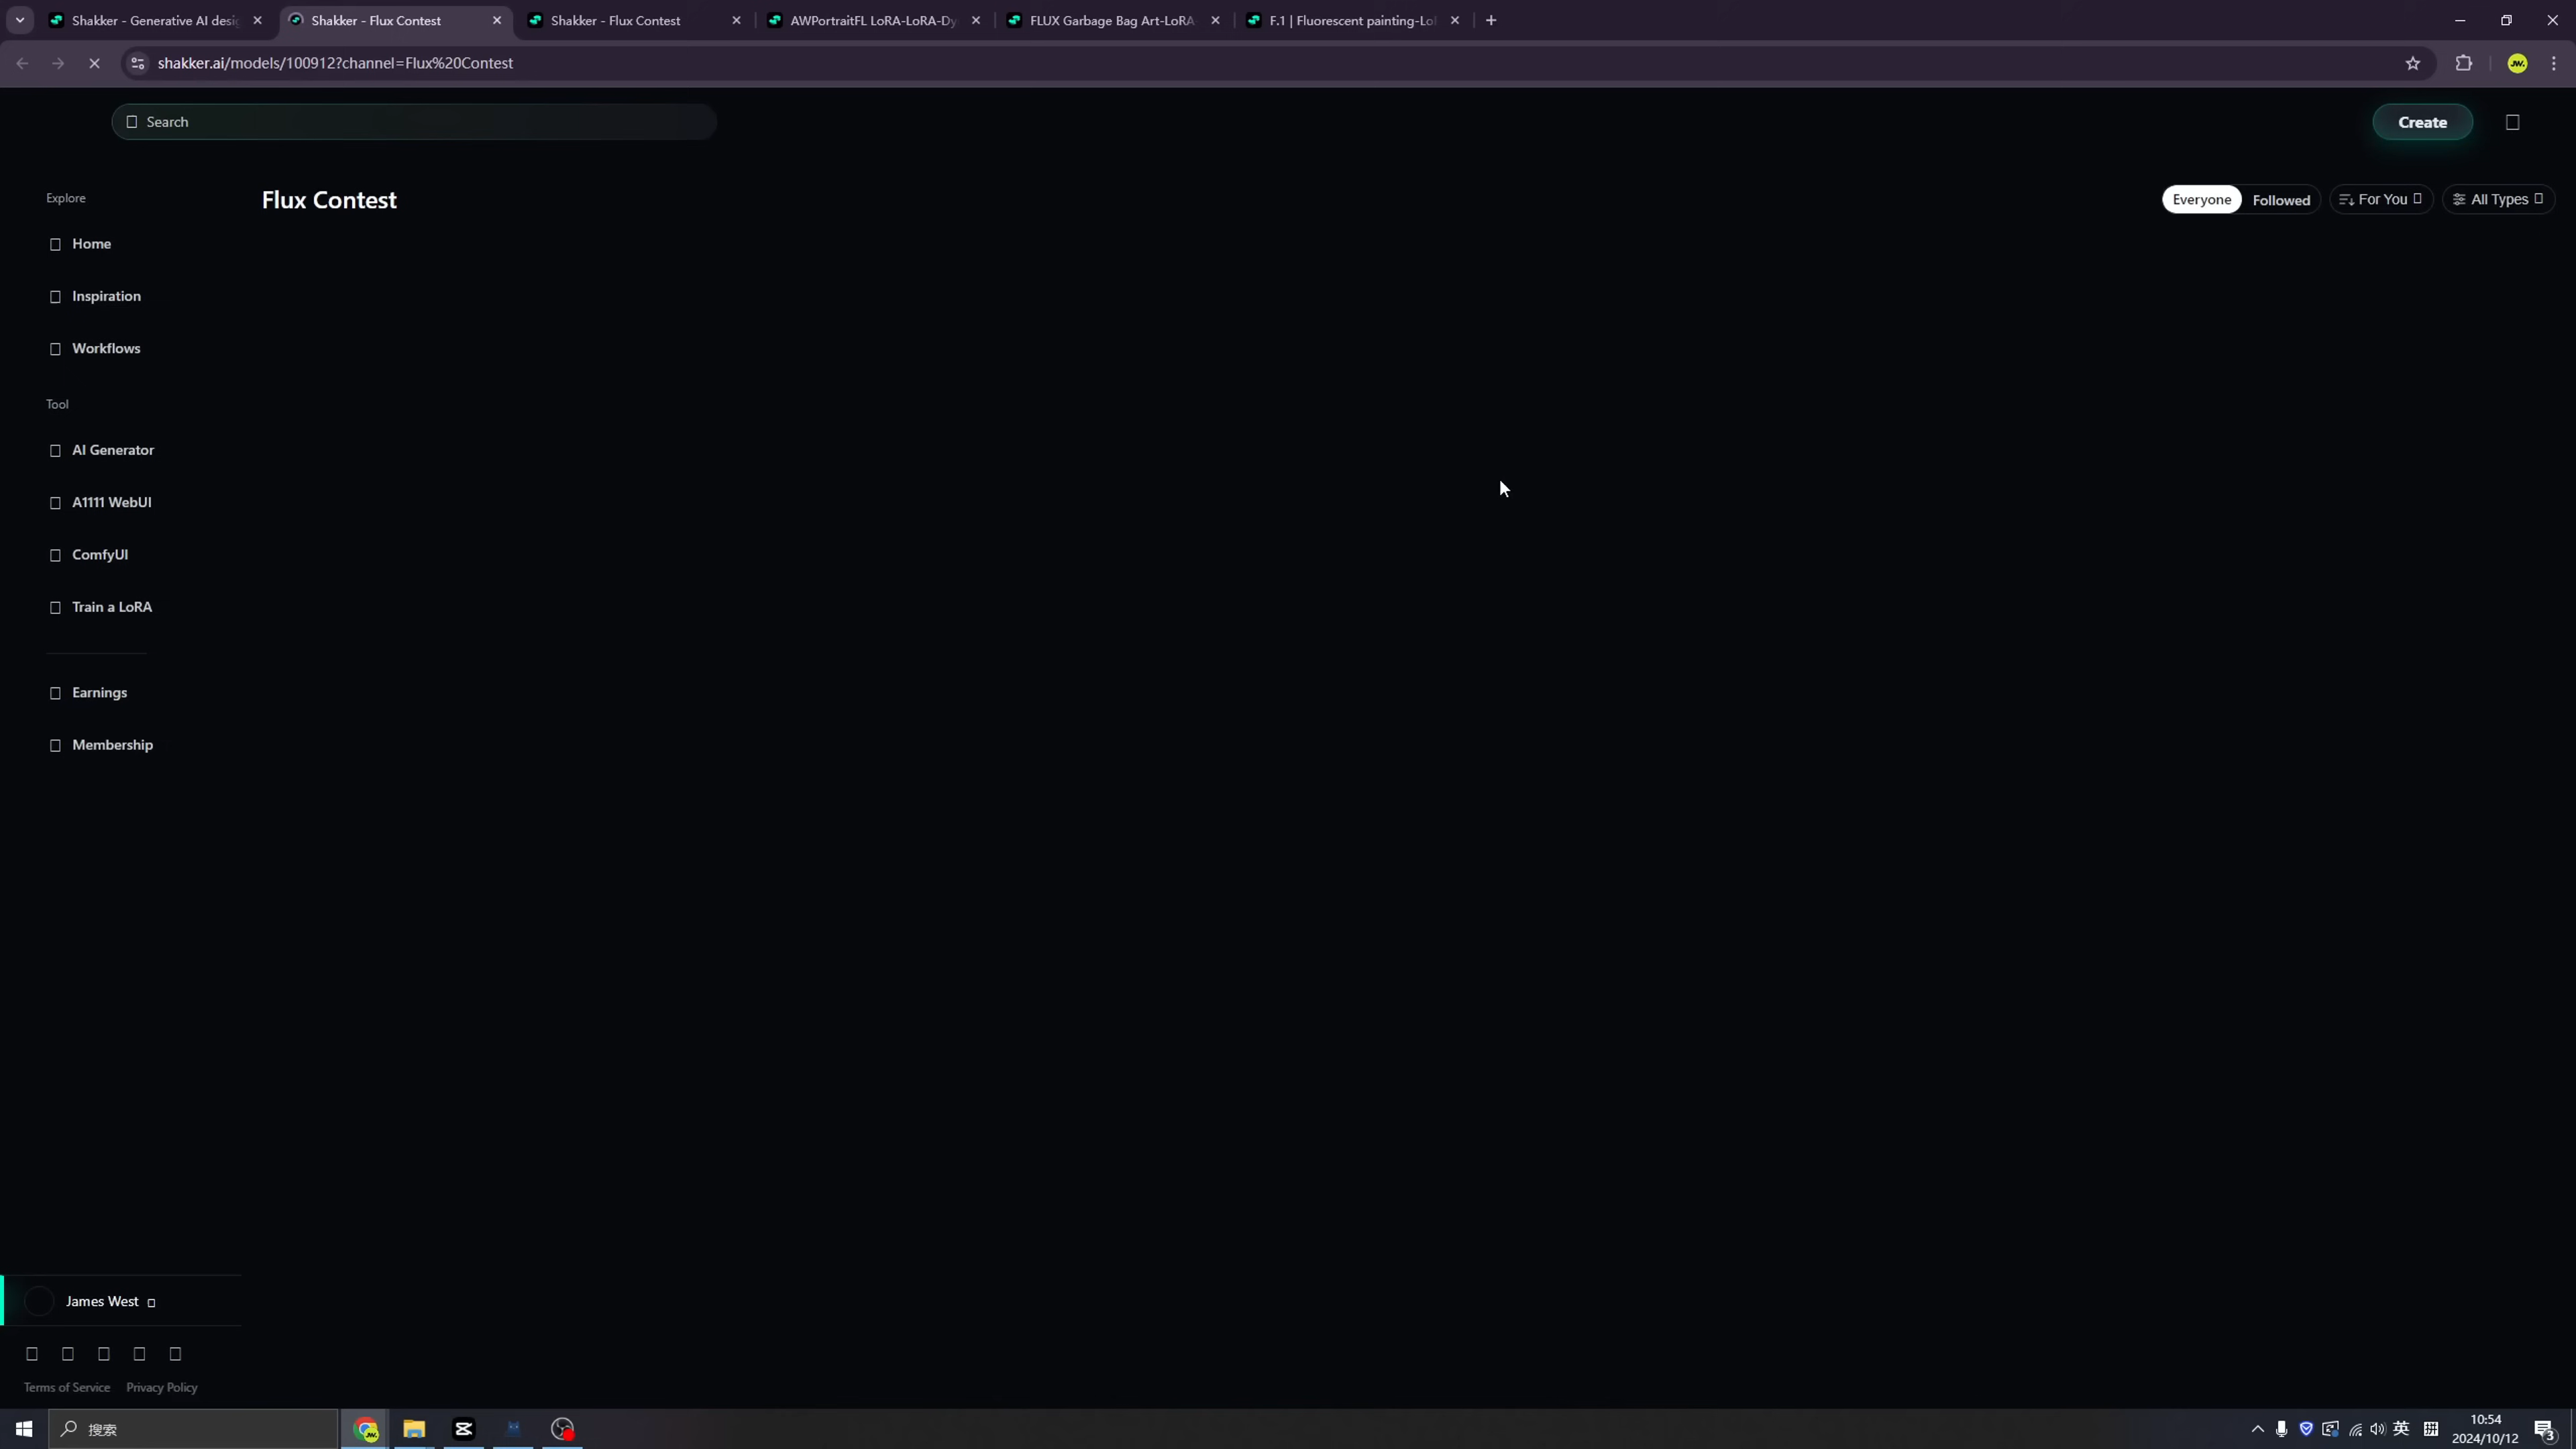 Shakker - Generative AI desi
Shakker - Flux Contest
Shakker - Flux Contest
AWPortraitFL LoRA-LoRA-Dy
FLUX Garbage Bag Art-LoRA
F.1 | Fluorescent painting-Lo
shakker.ai/models/100912?channel=Flux%20Contest
JW.
Search
Create
Explore
Flux Contest
Everyone
Followed
For You
All Types
Home
Inspiration
Workflows
Tool
AI Generator
A1111 WebUI
ComfyUI
Train a LoRA
Earnings
Membership
James West
Terms of Service
Privacy Policy
搜索
英
拼
10:54
2024/10/12
3